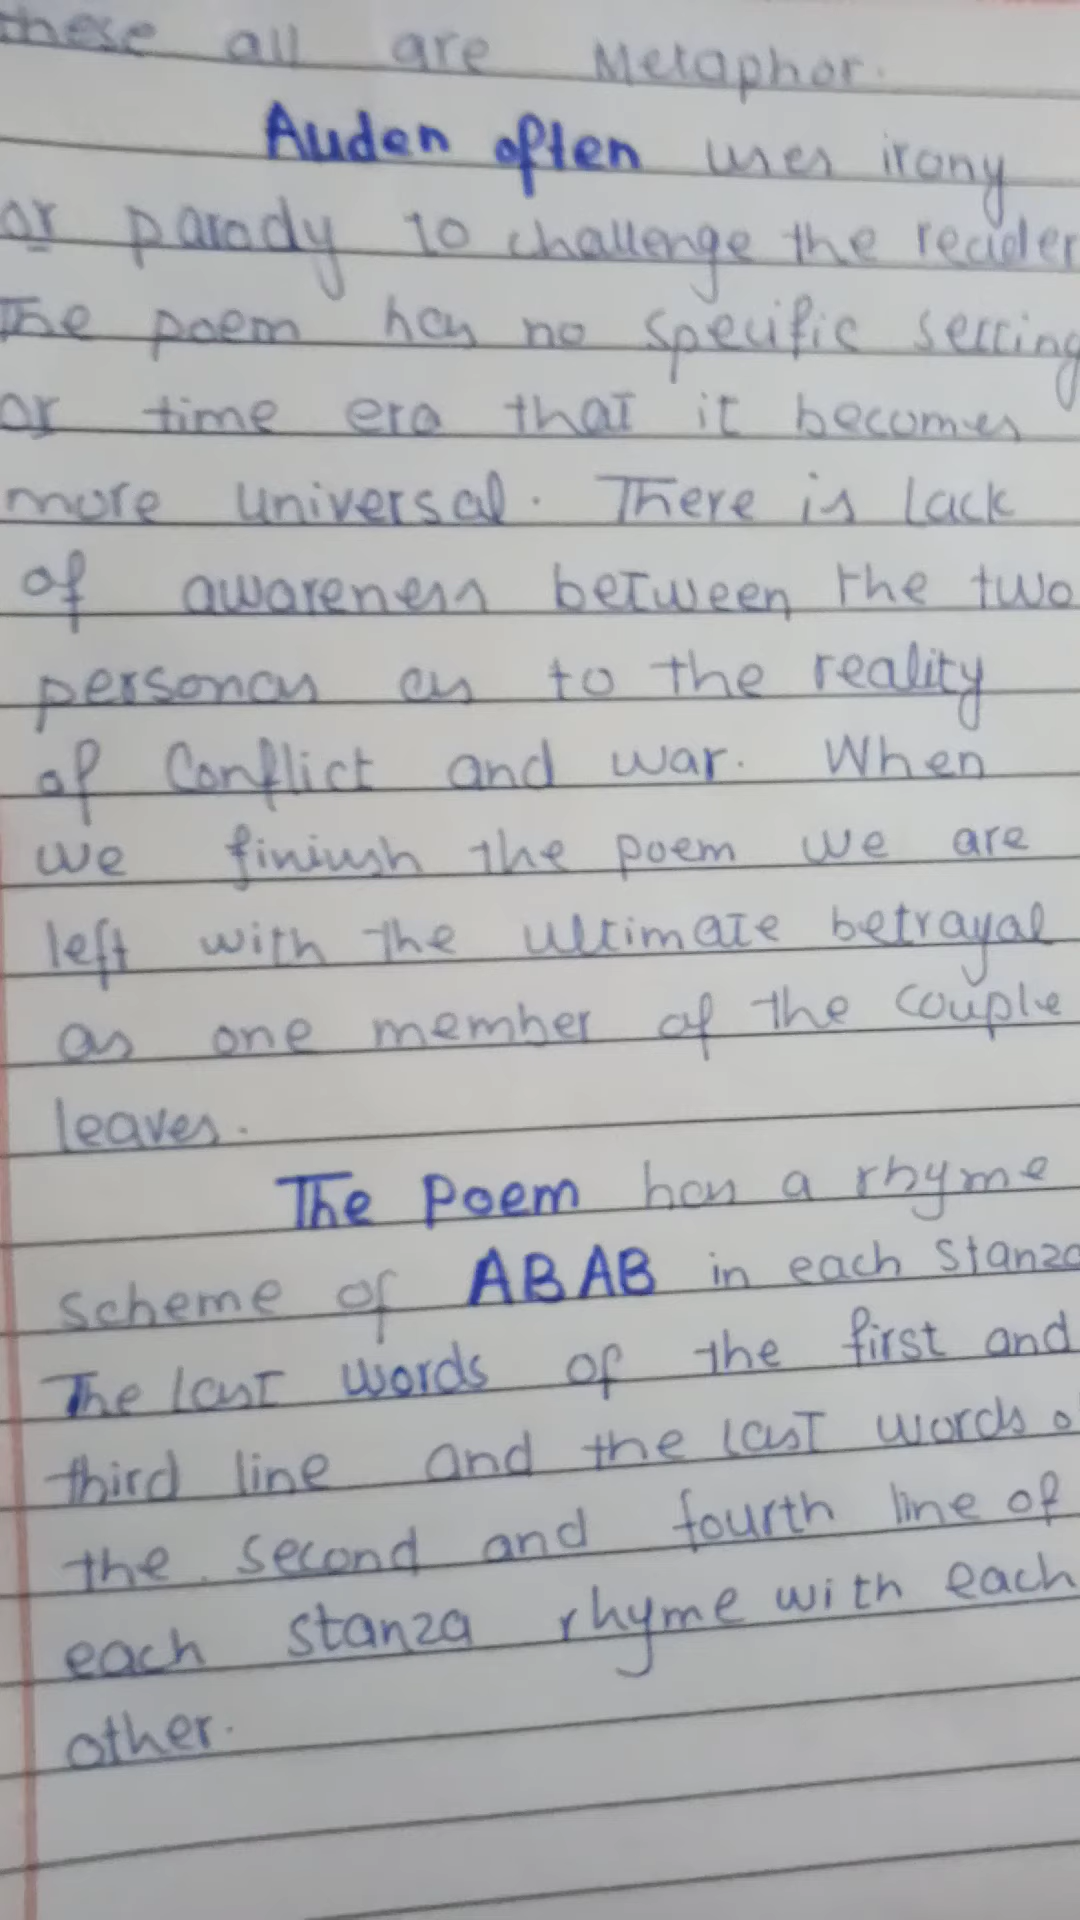 these all are Metaphor.
Auden often uses irony
or parady to challenge the reader
The poem has no specific setting
or time era that it becomes
more universal. There is lack
of awareness between the two
personas as to the reality
of Conflict and war. When
we finiush the poem we are
left with the ultimate betrayal
as one member of the couple
leaves.
The Poem has a rhyme
scheme of ABAB in each stanza
The last words of the first and
third line and the last words o
the second and fourth line of
each stanza rhyme with each
other.